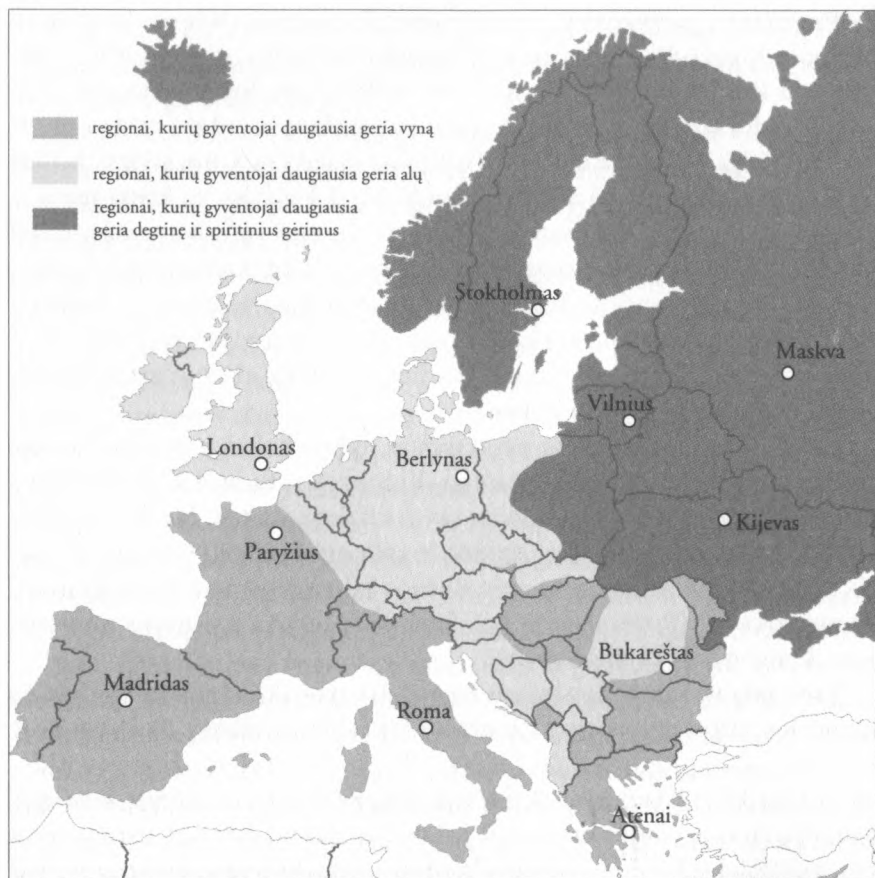 regionai, kurių gyventojai daugiausia geria vyną
regionai, kurių gyventojai daugiausia geria alų
regionai, kurių gyventojai daugiausia
geria degtinę ir spiritinius gėrimus
Stokholmas
Maskva
Vilnius
Londonas
Berlynas
Kijevas
Paryžius
Bukareštas
Madridas
Roma
Atėnai